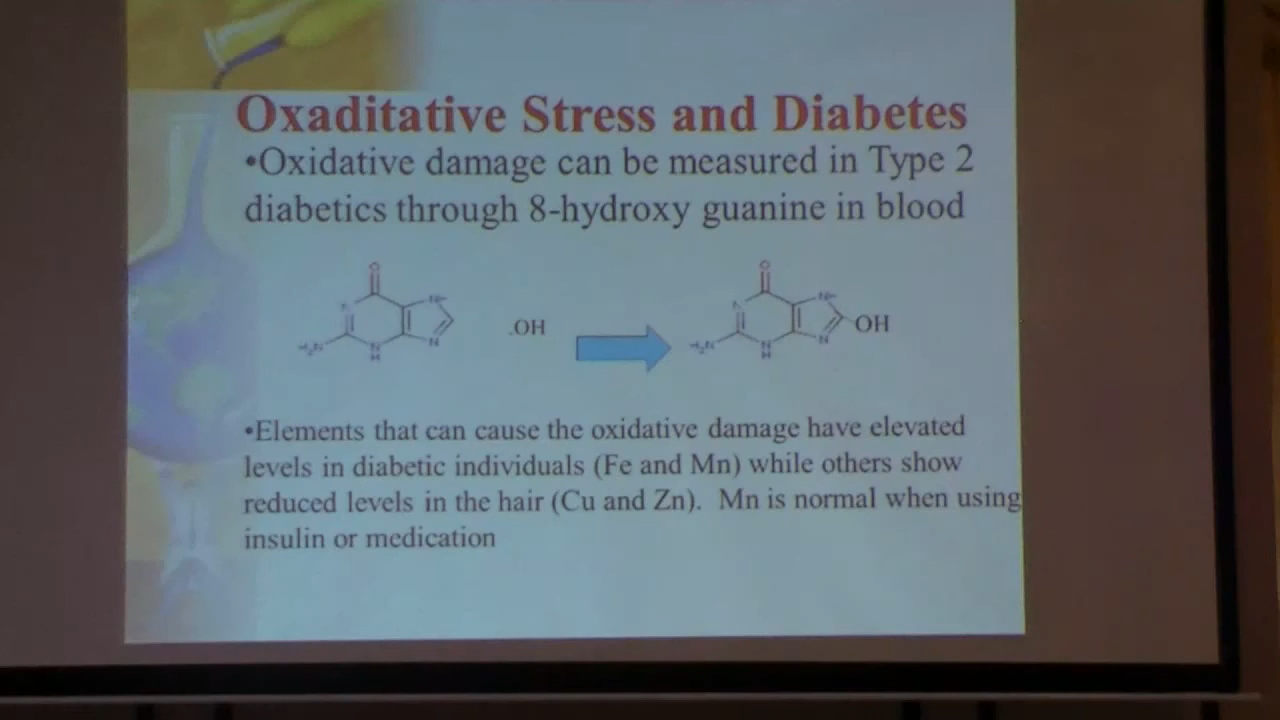 Oxaditative Stress and Diabetes
•Oxidative damage can be measured in Type 2
diabetics through 8-hydroxy guanine in blood
.OH
OH
•Elements that can cause the oxidative damage have elevated
levels in diabetic individuals (Fe and Mn) while others show
reduced levels in the hair (Cu and Zn). Mn is normal when using
insulin or medication